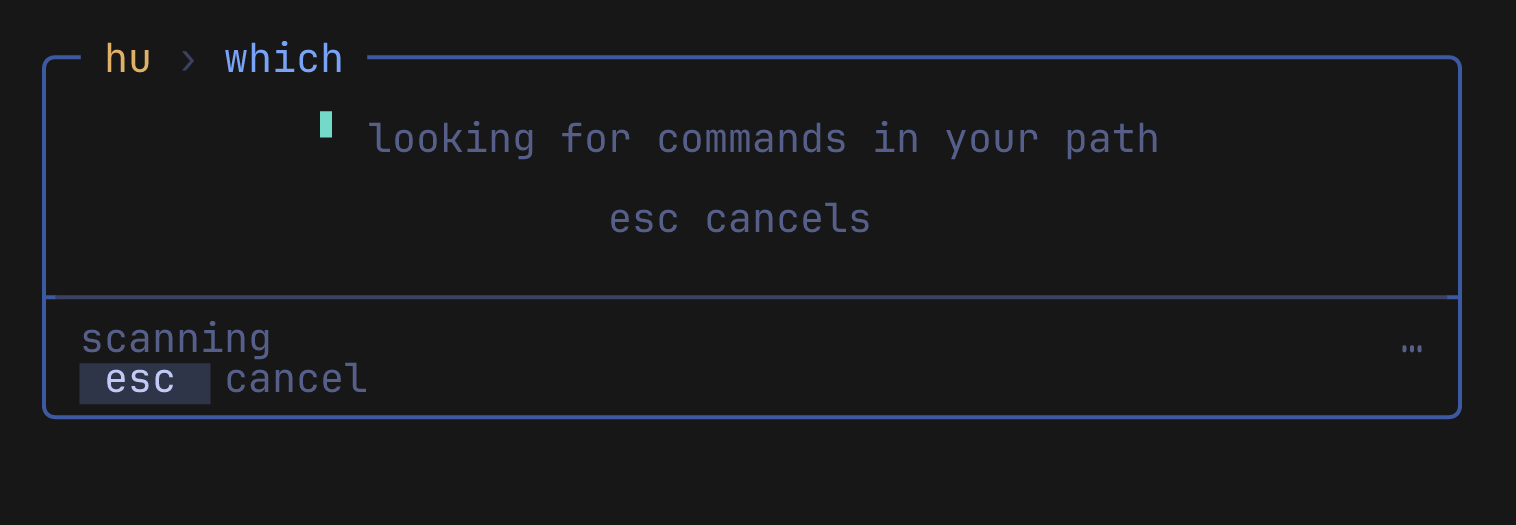 hu › which
looking for commands in your path
esc cancels
scanning …
esc cancel